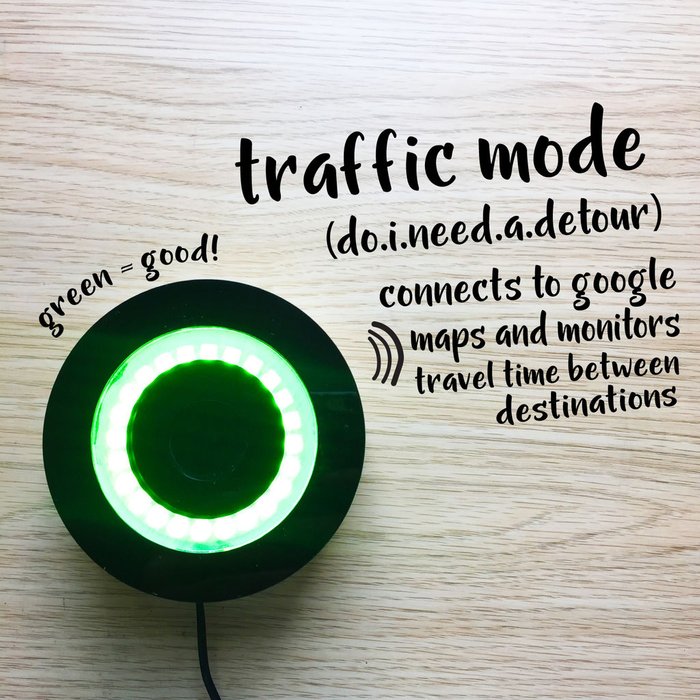 traffic mode
(do.i.need.a.detour)
green = good!
connects to google
maps and monitors
travel time between
destinations